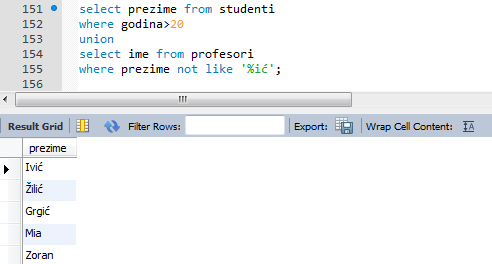 151 select prezime from studenti
152 where godina>20
153 union
154 select ime from profesori
155 where prezime not like '%ić';
156
Result Grid Filter Rows: Export: Wrap Cell Content:
prezime
Ivić
Žilić
Grgić
Mia
Zoran